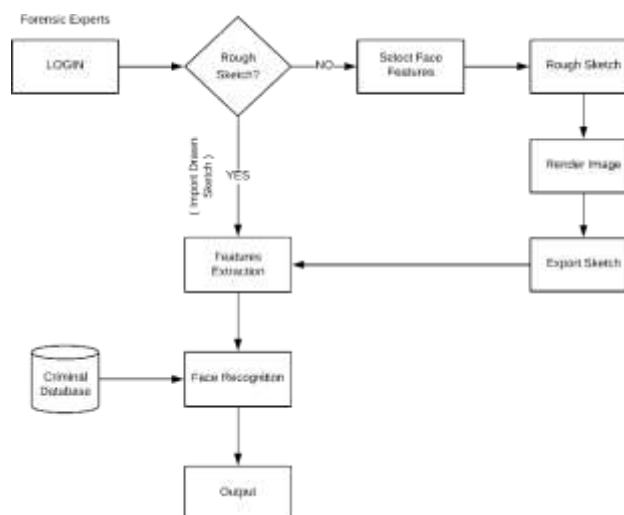 Forensic Experts
LOGIN
Rough
Sketch?
NO
Select Face
Features
Rough Sketch
Render Image
Export Sketch
( Import Drawn
Sketch )
YES
Features
Extraction
Criminal
Database
Face Recognition
Output